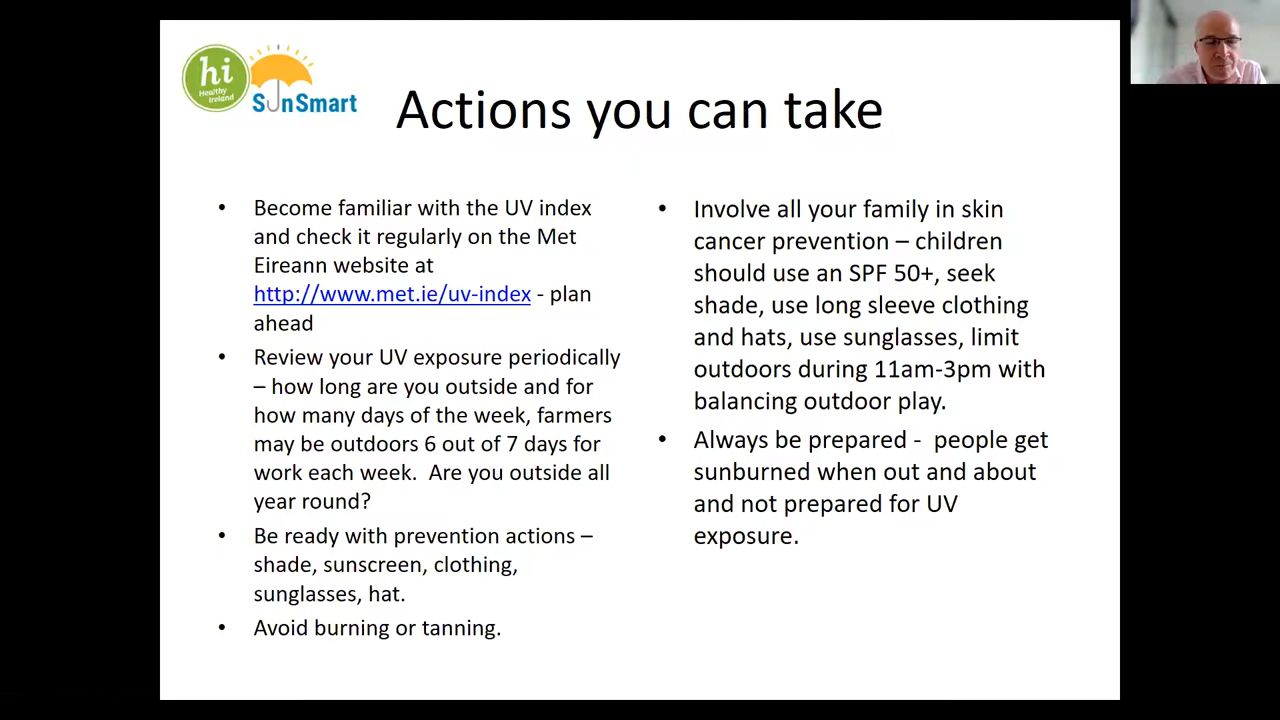 hi
Healthy
Ireland
SunSmart
Actions you can take
• Become familiar with the UV index
and check it regularly on the Met
Eireann website at
http://www.met.ie/uv-index - plan
ahead
• Review your UV exposure periodically
– how long are you outside and for
how many days of the week, farmers
may be outdoors 6 out of 7 days for
work each week.  Are you outside all
year round?
• Be ready with prevention actions –
shade, sunscreen, clothing,
sunglasses, hat.
• Avoid burning or tanning.
• Involve all your family in skin
cancer prevention – children
should use an SPF 50+, seek
shade, use long sleeve clothing
and hats, use sunglasses, limit
outdoors during 11am-3pm with
balancing outdoor play.
• Always be prepared -  people get
sunburned when out and about
and not prepared for UV
exposure.